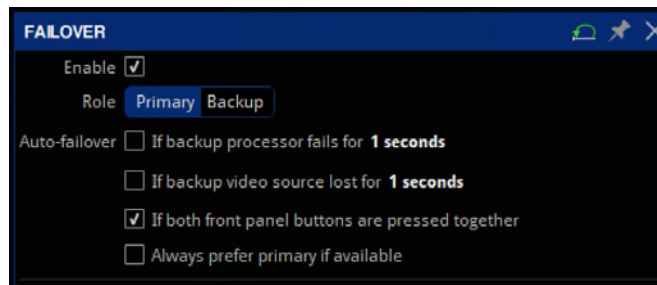 FAILOVER
Enable
Role Primary Backup
Auto-failover If backup processor fails for 1 seconds
If backup video source lost for 1 seconds
If both front panel buttons are pressed together
Always prefer primary if available